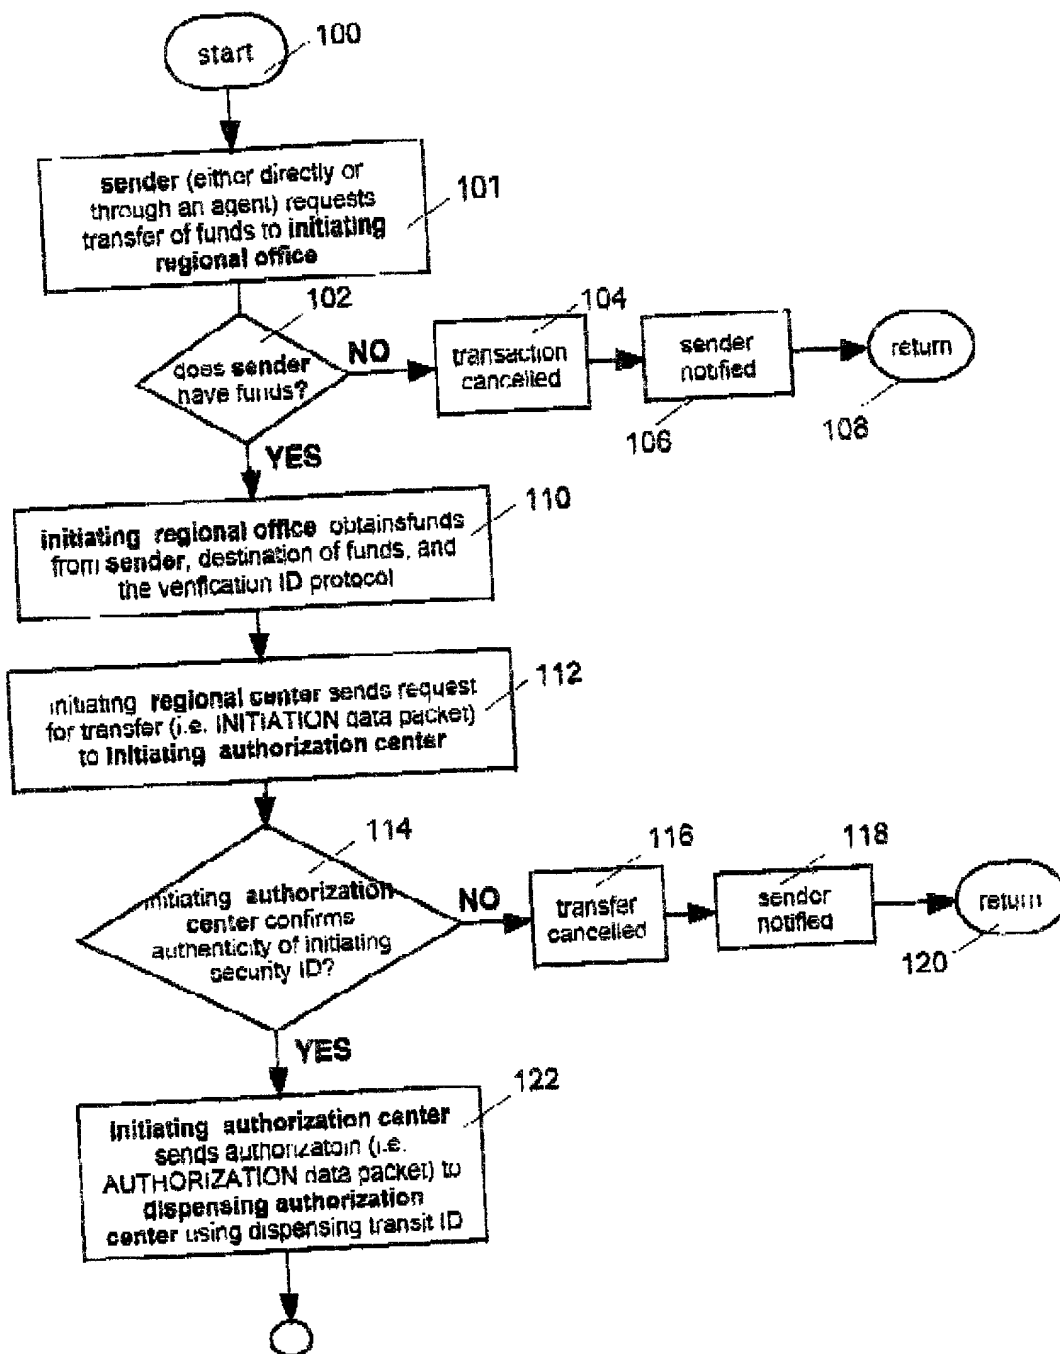 start
100
sender (either directly or
through an agent) requests
transfer of funds to initiating
regional office
101
102
does sender
have funds?
NO
104
transaction
cancelled
sender
notified
106
return
108
YES
110
initiating regional office obtainsfunds
from sender, destination of funds, and
the verification ID protocol
112
initiating regional center sends request
for transfer (i.e. INITIATION data packet)
to initiating authorization center
114
initiating authorization
center confirms
authenticity of initiating
security ID?
NO
116
transfer
cancelled
118
sender
notified
return
120
YES
122
initiating authorization center
sends authorizatoin (i.e.
AUTHORIZATION data packet) to
dispensing authorization
center using dispensing transit ID